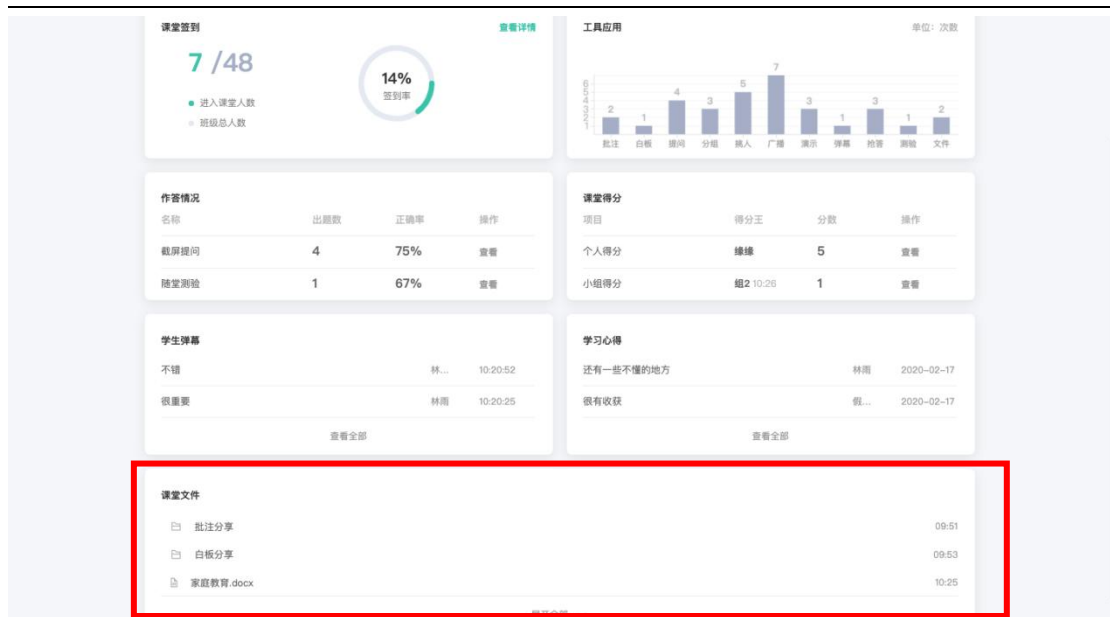 课堂签到 查看详情
7 /48
进入课堂人数
班级总人数
14%
签到率
工具应用 单位：次数
7
6
5
4
3
2
1
2 1 4 3 5 3 1 3 1 2
批注 白板 提问 分组 挑人 广播 演示 弹幕 抢答 测验 文件
作答情况
名称 出题数 正确率 操作
截屏提问 4 75% 查看
随堂测验 1 67% 查看
课堂得分
项目 得分王 分数 操作
个人得分 缘缘 5 查看
小组得分 组2 10:26 1 查看
学生弹幕
不错 林... 10:20:52
很重要 林雨 10:20:25
查看全部
学习心得
还有一些不懂的地方 林雨 2020-02-17
很有收获 假... 2020-02-17
查看全部
课堂文件
批注分享 09:51
白板分享 09:53
家庭教育.docx 10:25